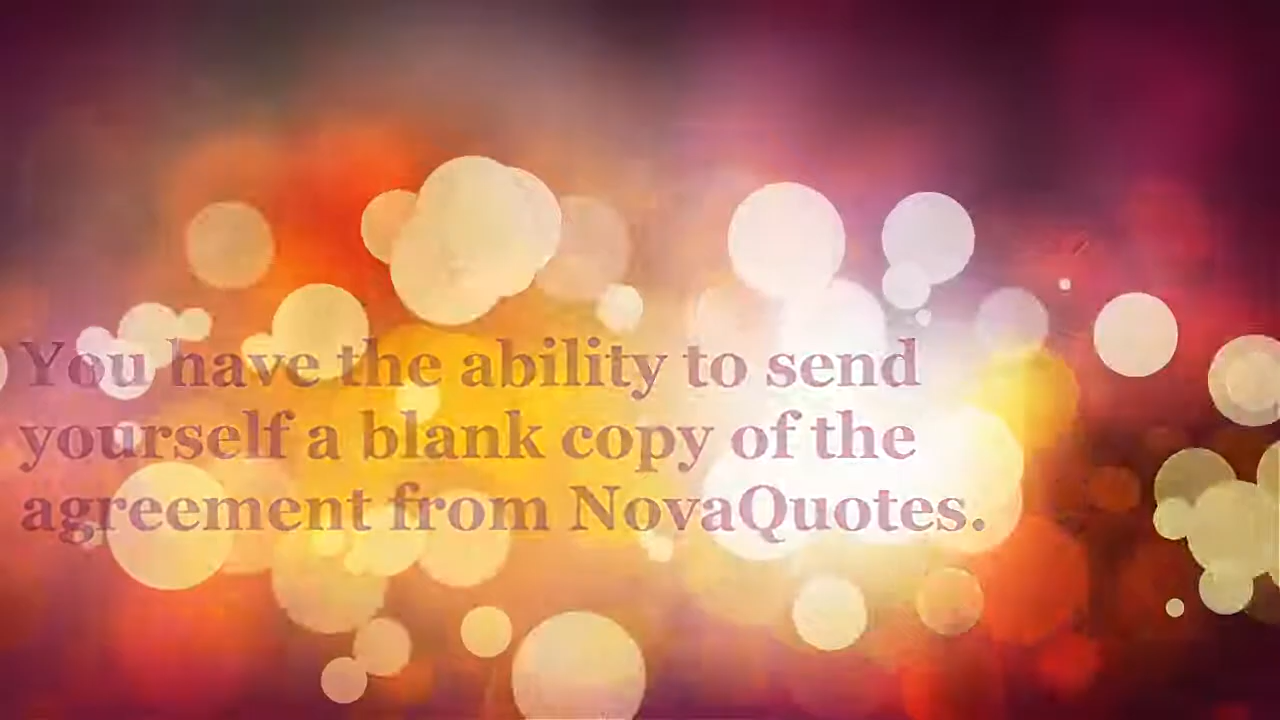 You have the ability to send
yourself a blank copy of the
agreement from NovaQuotes.